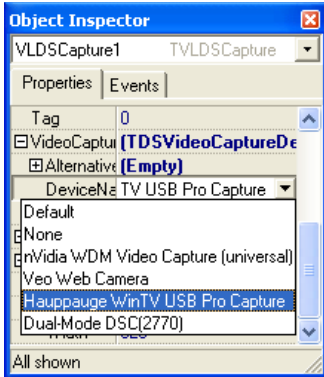 Object Inspector
VLDSCapture1 TVLDSCapture
Properties Events
Tag 0
VideoCaptu (TDSVideoCaptureDe
Alternative (Empty)
DeviceNa TV USB Pro Capture
Default
None
nVidia WDM Video Capture (universal)
Veo Web Camera
Hauppauge WinTV USB Pro Capture
Dual-Mode DSC(2770)
All shown